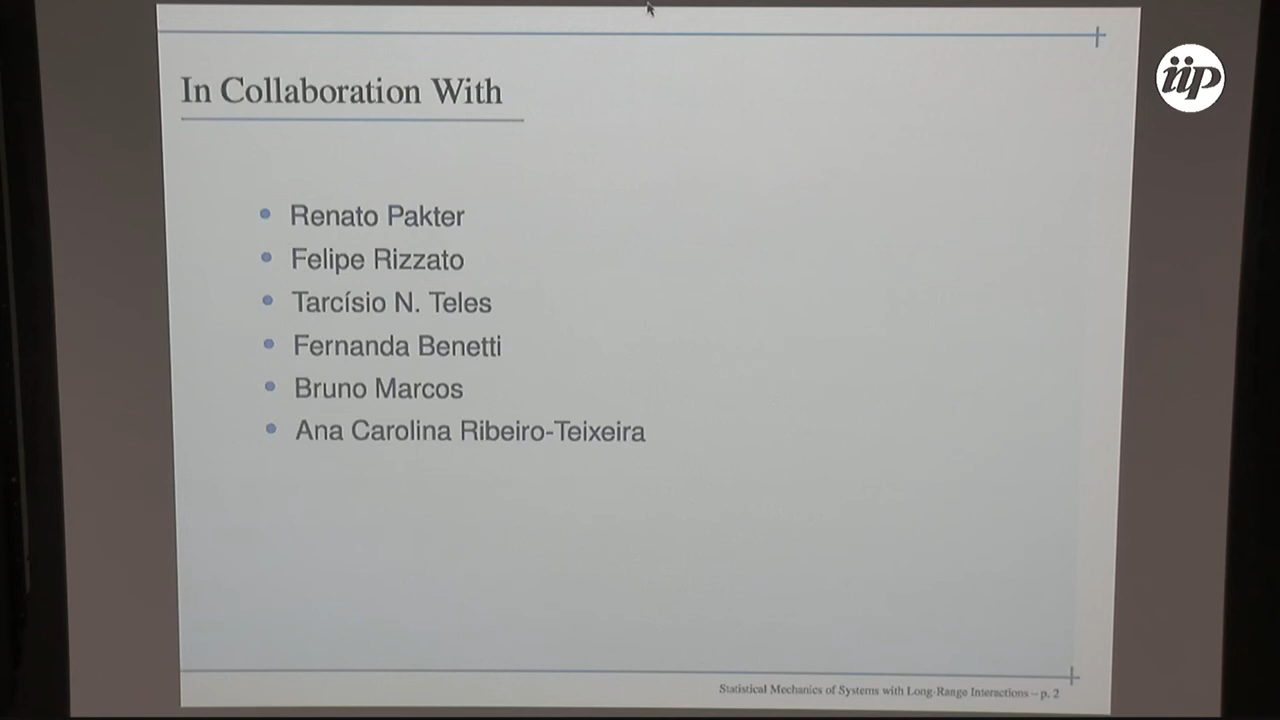 iip
In Collaboration With
Renato Pakter
Felipe Rizzato
Tarcísio N. Teles
Fernanda Benetti
Bruno Marcos
Ana Carolina Ribeiro-Teixeira
Statistical Mechanics of Systems with Long-Range Interactions – p. 2